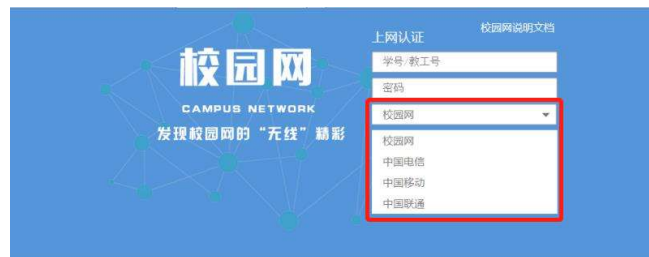 校园网
CAMPUS NETWORK
发现校园网的“无线”精彩
校园网说明文档
上网认证
学号/教工号
密码
校园网
校园网
中国电信
中国移动
中国联通